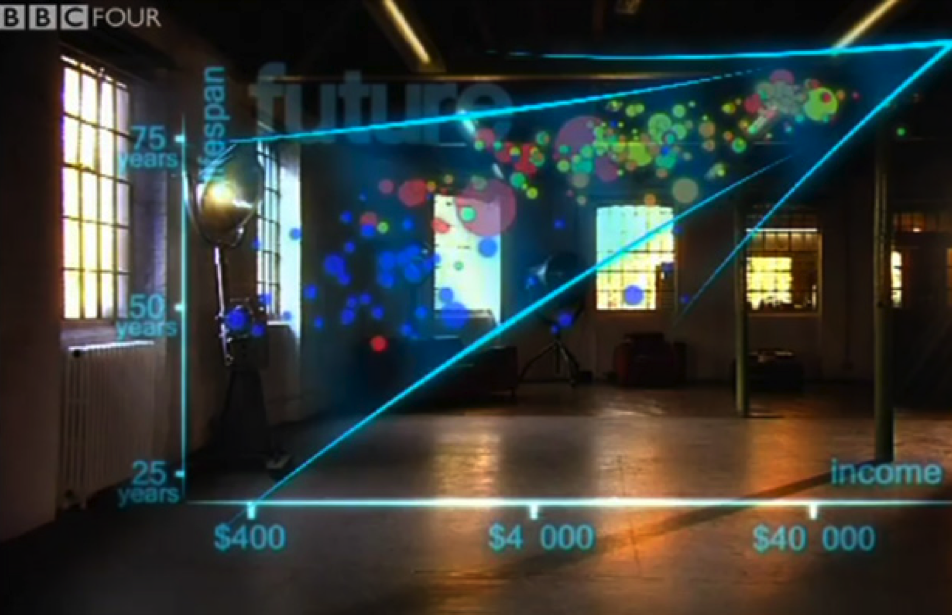 BBC FOUR
future
lifespan
75
years
50
years
25
years
income
$400
$4 000
$40 000